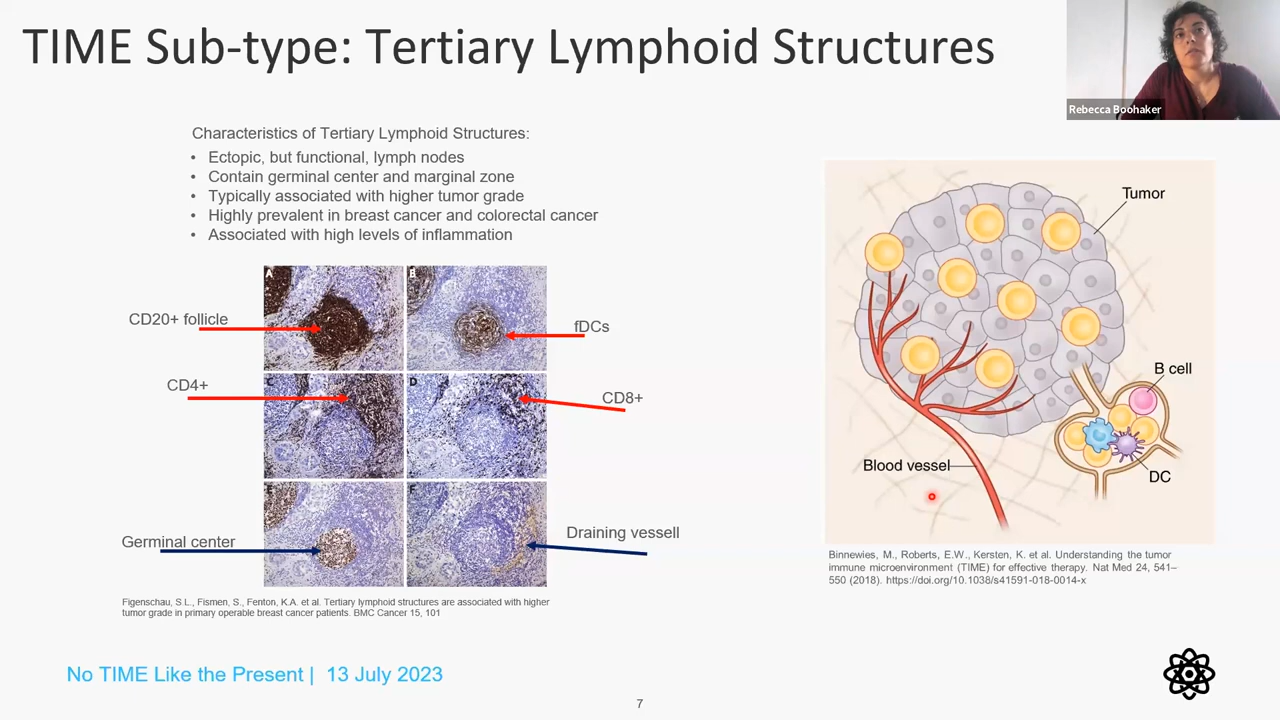 TIME Sub-type: Tertiary Lymphoid Structures
Rebecca Boohaker
Characteristics of Tertiary Lymphoid Structures:
• Ectopic, but functional, lymph nodes
• Contain germinal center and marginal zone
• Typically associated with higher tumor grade
• Highly prevalent in breast cancer and colorectal cancer
• Associated with high levels of inflammation
A
B
CD20+ follicle
fDCs
C
D
CD4+
CD8+
E
F
Germinal center
Draining vessell
Figenschau, S.L., Fismen, S., Fenton, K.A. et al. Tertiary lymphoid structures are associated with higher
tumor grade in primary operable breast cancer patients. BMC Cancer 15, 101
Tumor
B cell
Blood vessel
DC
Binnewies, M., Roberts, E.W., Kersten, K. et al. Understanding the tumor
immune microenvironment (TIME) for effective therapy. Nat Med 24, 541–
550 (2018). https://doi.org/10.1038/s41591-018-0014-x
No TIME Like the Present | 13 July 2023
7